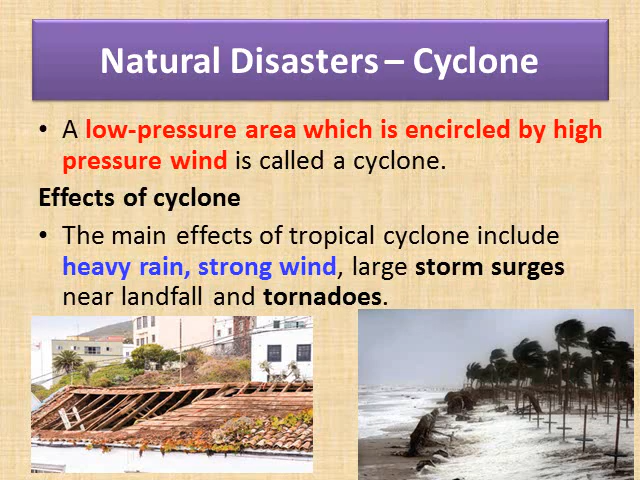 Natural Disasters – Cyclone
• A low-pressure area which is encircled by high
pressure wind is called a cyclone.
Effects of cyclone
• The main effects of tropical cyclone include
heavy rain, strong wind, large storm surges
near landfall and tornadoes.